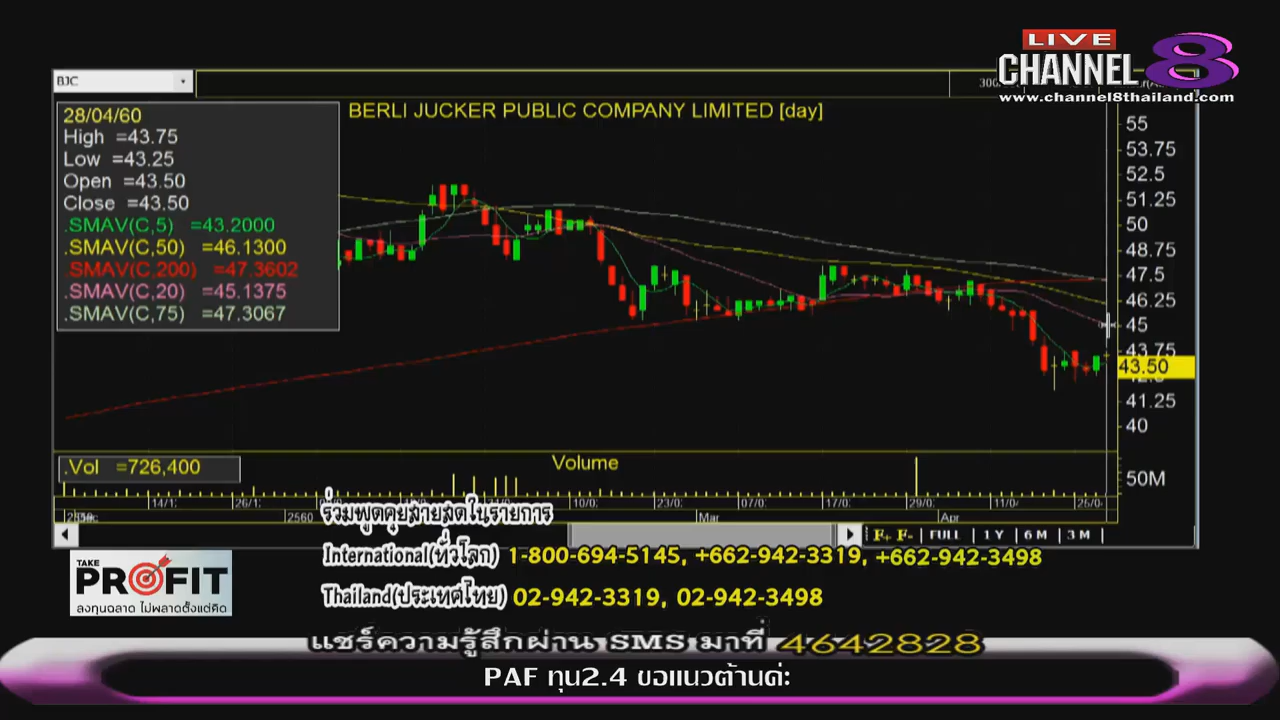 LIVE
CHANNEL 8
www.channel8thailand.com
BJC
300
28/04/60
High =43.75
Low =43.25
Open =43.50
Close =43.50
.SMAV(C,5) =43.2000
.SMAV(C,50) =46.1300
.SMAV(C,200) =47.3602
.SMAV(C,20) =45.1375
.SMAV(C,75) =47.3067
BERLI JUCKER PUBLIC COMPANY LIMITED [day]
55
53.75
52.5
51.25
50
48.75
47.5
46.25
45
43.75
43.50
41.25
40
.Vol =726,400
Volume
50M
14/1: 26/1: 10/0: 23/0: 07/0: 17/0: 29/0: 11/0: 25/0
2560 Mar Apr
F+ F- FULL 1 Y 6 M 3 M
ร่วมพูดคุยสายสดในรายการ
International(ทั่วโลก) 1-800-694-5145, +662-942-3319, +662-942-3498
Thailand(ประเทศไทย) 02-942-3319, 02-942-3498
TAKE
PROFIT
ลงทุนฉลาด ไม่พลาดตั้งแต่คิด
แชร์ความรู้สึกผ่าน SMS มาที่ 4642828
PAF ทุน2.4 ขอแนวต้านค่ะ